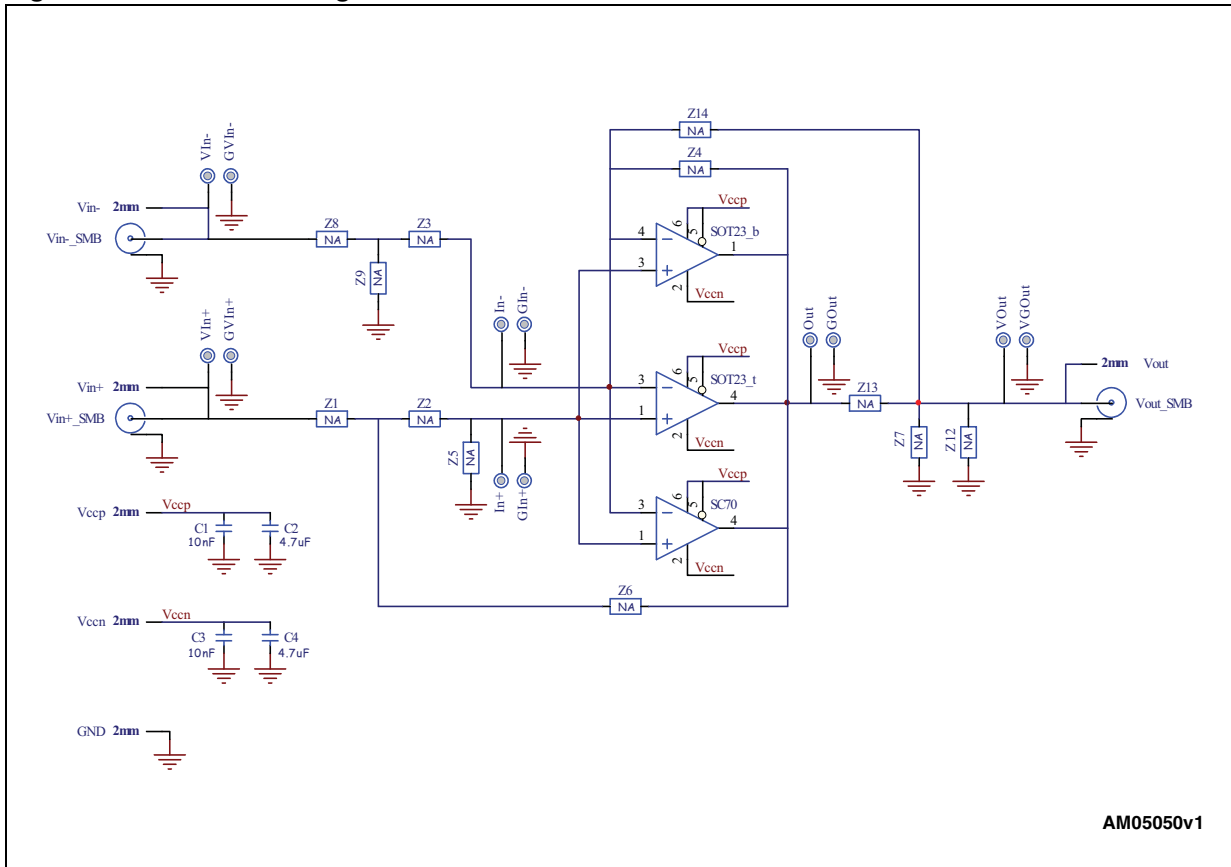 Z14
NA
Z4
NA
VIn-
GVIn-
Vin- 2mm
Vin-_SMB
Z8
NA
Z3
NA
Z9
NA
Vccp
6
5
SOT23_b
4
3
1
2
Vccn
VIn+
GVIn+
Vin+ 2mm
Vin+_SMB
Z1
NA
Z2
NA
Z5
NA
In-
GIn-
In+
GIn+
Vccp
6
5
SOT23_t
3
1
4
2
Vccn
Out
GOut
Z13
NA
Z7
NA
Z12
NA
VOut
VGOut
2mm Vout
Vout_SMB
Vccp
6
5
SC70
3
1
4
2
Vccn
Z6
NA
Vccp 2mm
Vccp
C1
10nF
C2
4.7uF
Vccn 2mm
Vccn
C3
10nF
C4
4.7uF
GND 2mm
AM05050v1